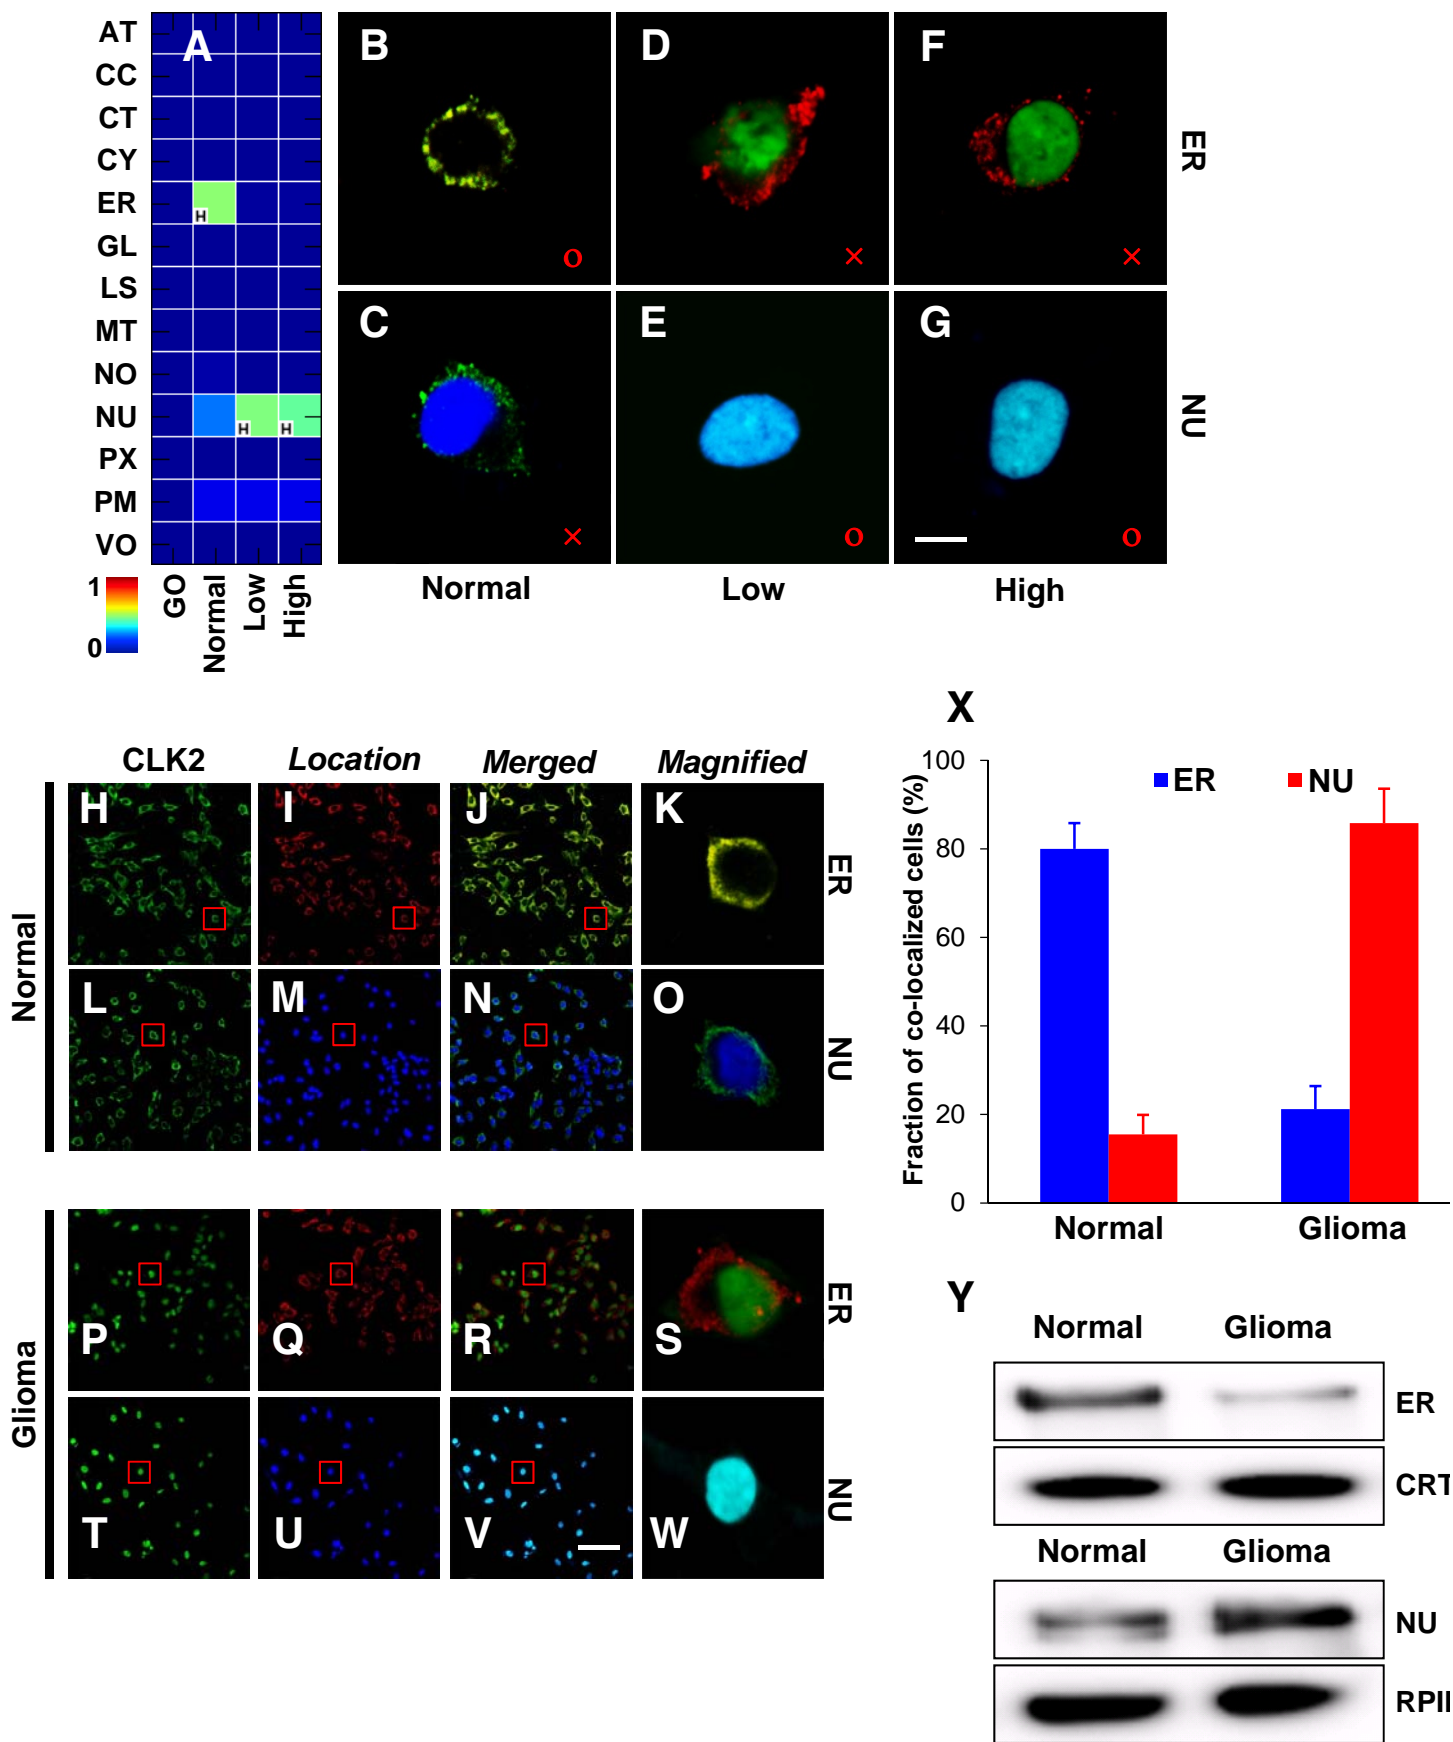 A
AT
CC
CT
CY
ER
GL
LS
MT
NO
NU
PX
PM
VO
H
H
H
1
0
GO
Normal
Low
High
B
D
F
ER
o
×
×
C
E
G
NU
×
o
o
Normal
Low
High
CLK2
Location
Merged
Magnified
Normal
H
I
J
K
ER
L
M
N
O
NU
Glioma
P
Q
R
S
ER
T
U
V
W
NU
X
Fraction of co-localized cells (%)
100
80
60
40
20
0
ER
NU
Normal
Glioma
Y
Normal
Glioma
ER
CRT
Normal
Glioma
NU
RPII